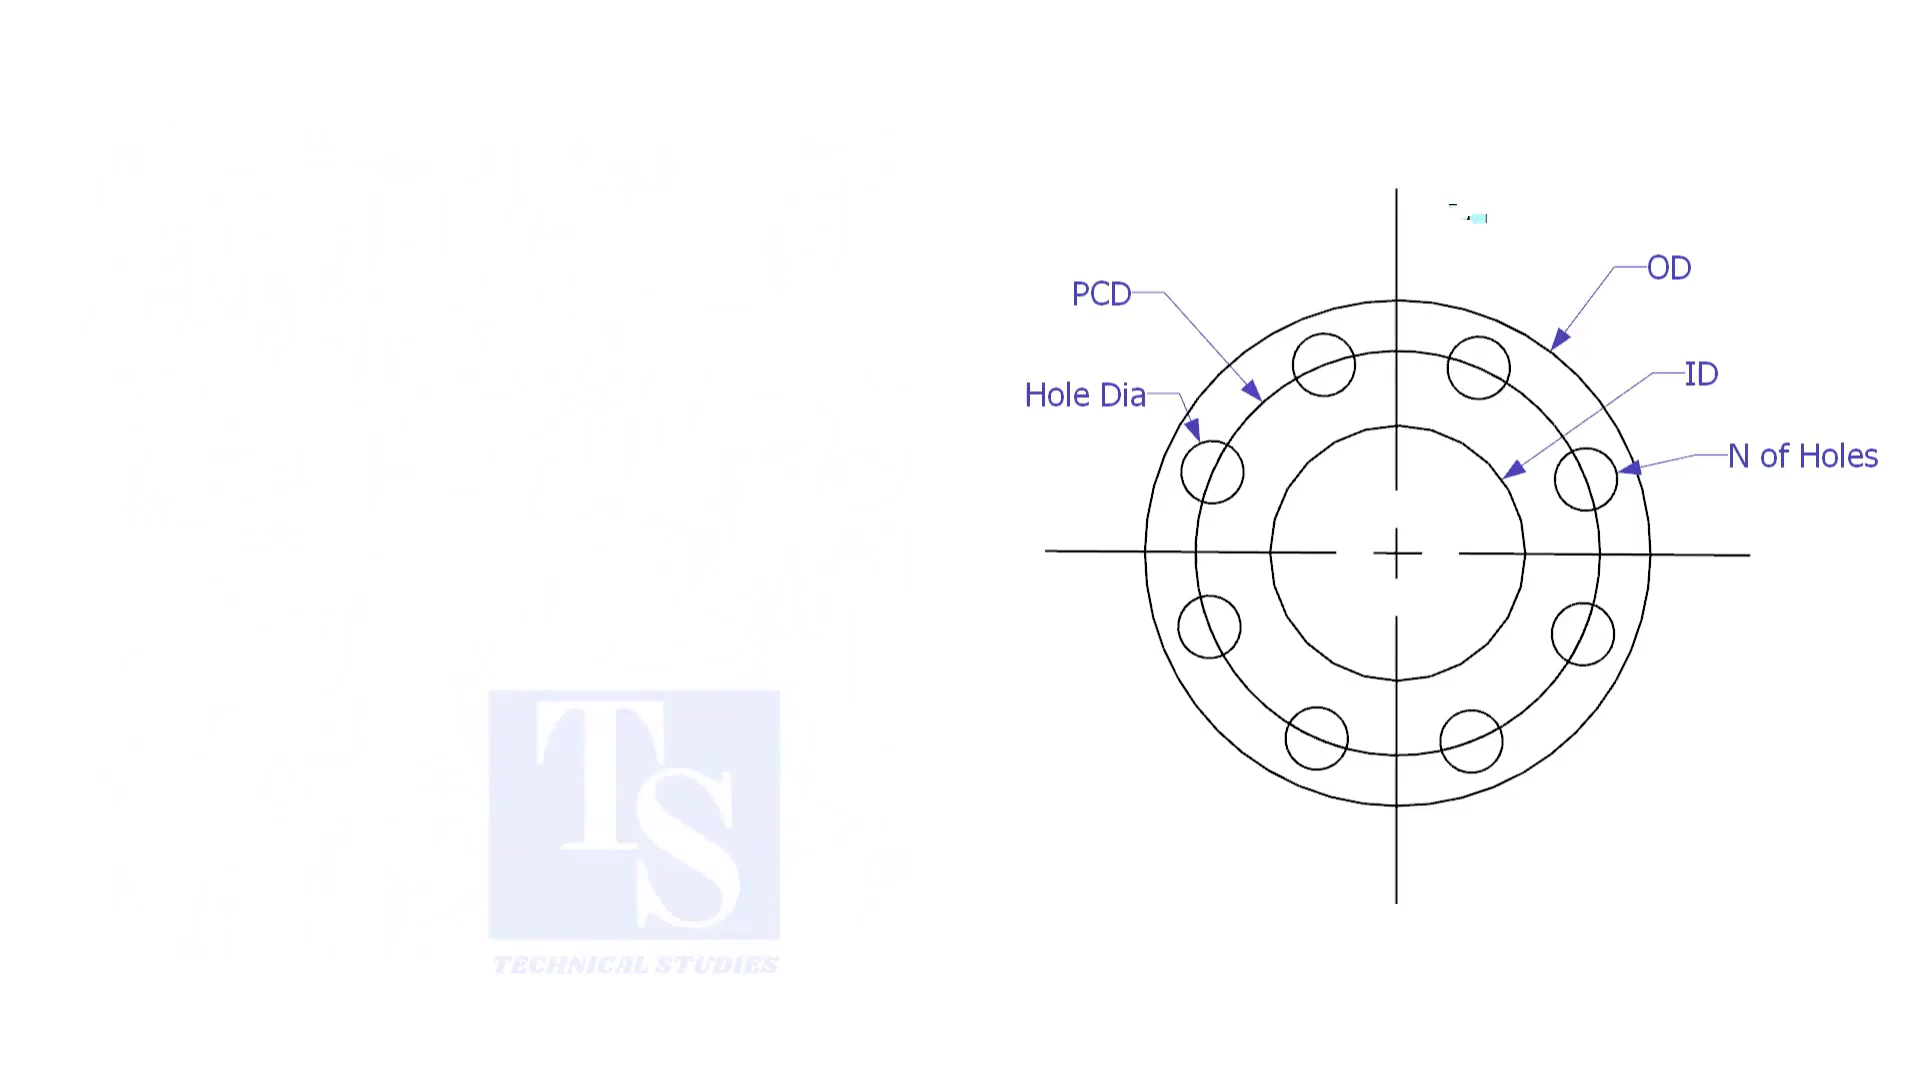 OD
PCD
ID
Hole Dia
N of Holes
TS
TECHNICAL STUDIES